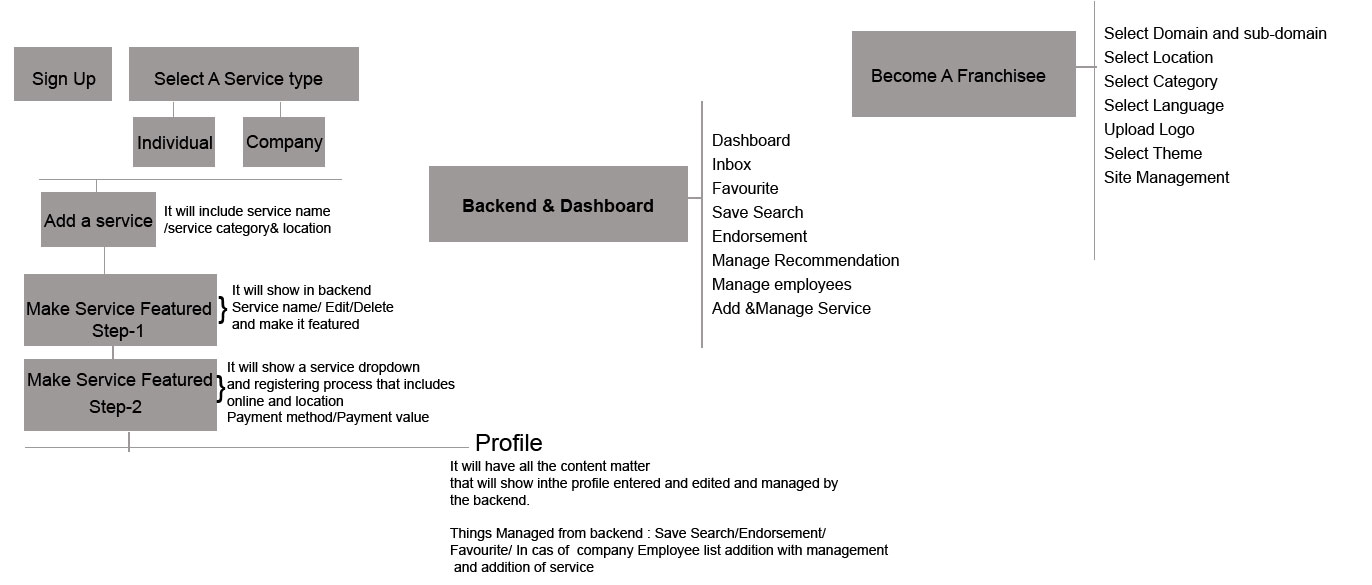 Sign Up
Select A Service type
Individual
Company
Add a service
It will include service name
/service category& location
Make Service Featured
Step-1
} It will show in backend
Service name/ Edit/Delete
and make it featured
Make Service Featured
Step-2
} It will show a service dropdown
and registering process that includes
online and location
Payment method/Payment value
Profile
It will have all the content matter
that will show inthe profile entered and edited and managed by
the backend.
Things Managed from backend : Save Search/Endorsement/
Favourite/ In cas of company Employee list addition with management
and addition of service
Backend & Dashboard
Dashboard
Inbox
Favourite
Save Search
Endorsement
Manage Recommendation
Manage employees
Add &Manage Service
Become A Franchisee
Select Domain and sub-domain
Select Location
Select Category
Select Language
Upload Logo
Select Theme
Site Management